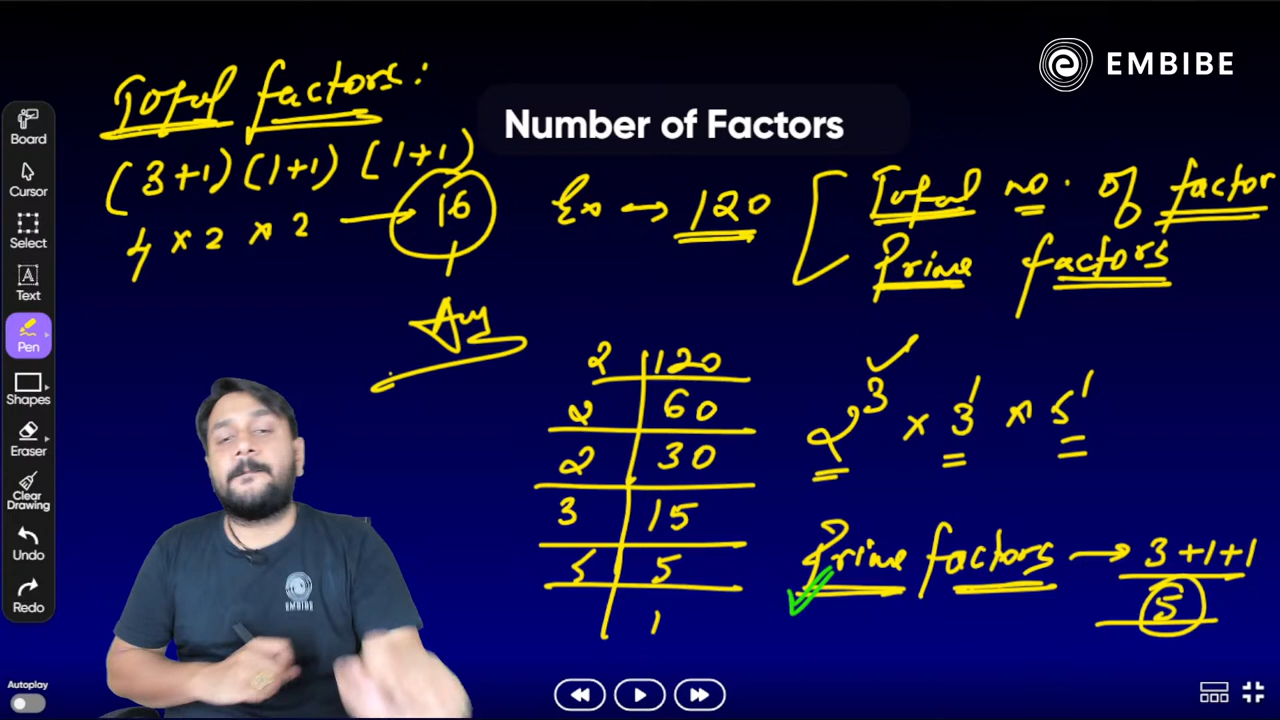 EMBIBE
Number of Factors
Total factors:
(3+1) (1+1) (1+1)
4 × 2 × 2 → 16
Ans
Ex → 120
Total no. of factor
Prime factors
2 120
2 60
2 30
3 15
5 5
1
2³ × 3¹ × 5¹
Prime factors → 3+1+1
5
Board
Cursor
Select
Text
Pen
Shapes
Eraser
Clear
Drawing
Undo
Redo
Autoplay
EMBIBE